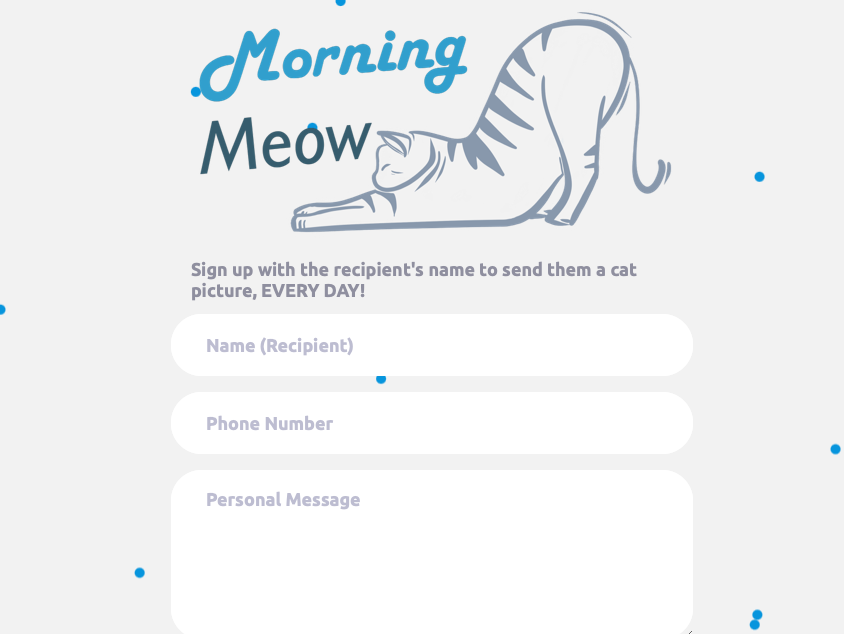 Morning
Meow
Sign up with the recipient's name to send them a cat
picture, EVERY DAY!
Name (Recipient)
Phone Number
Personal Message